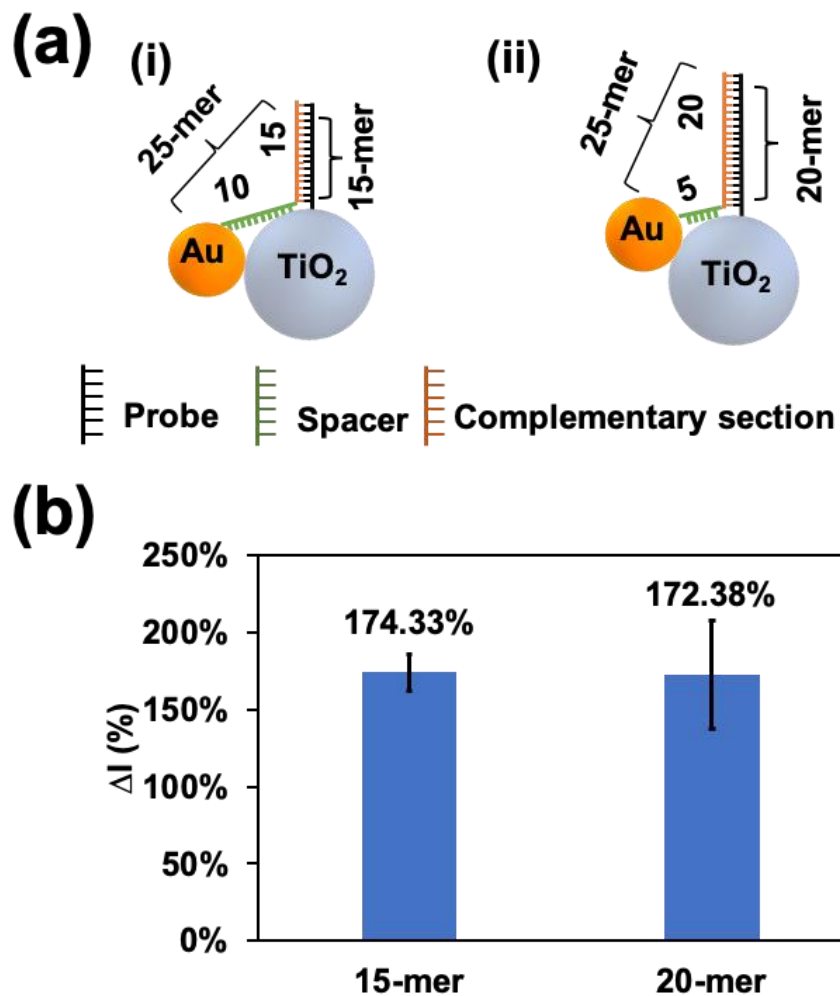 (a)
(i)
25-mer
10
15
15-mer
Au
TiO2
(ii)
25-mer
5
20
20-mer
Au
TiO2
Probe
Spacer
Complementary section
(b)
ΔI (%)
250%
200%
150%
100%
50%
0%
174.33%
172.38%
15-mer
20-mer